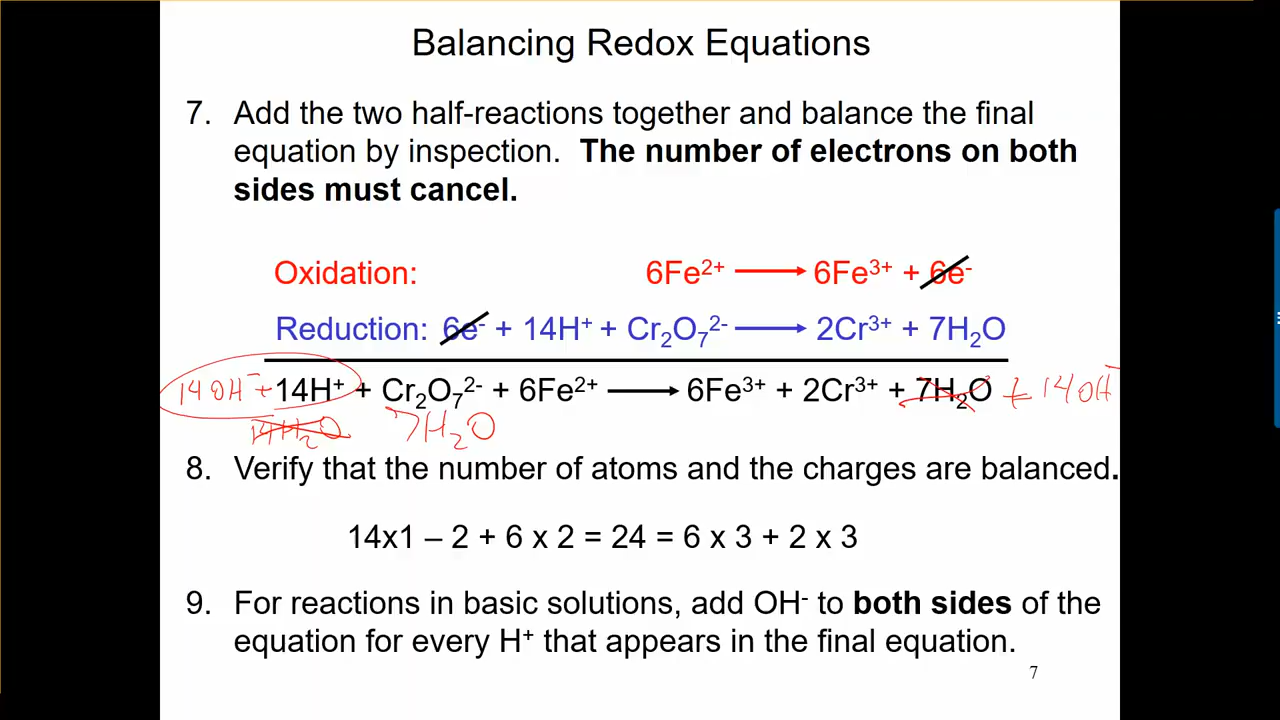 Balancing Redox Equations
7. Add the two half-reactions together and balance the final
equation by inspection. The number of electrons on both
sides must cancel.
Oxidation: 6Fe²⁺ ⟶ 6Fe³⁺ + 6e⁻
Reduction: 6e⁻ + 14H⁺ + Cr₂O₇²⁻ ⟶ 2Cr³⁺ + 7H₂O
14OH⁻ + 14H⁺ + Cr₂O₇²⁻ + 6Fe²⁺ ⟶ 6Fe³⁺ + 2Cr³⁺ + 7H₂O + 14OH⁻
14H₂O 7H₂O
8. Verify that the number of atoms and the charges are balanced.
14x1 – 2 + 6 x 2 = 24 = 6 x 3 + 2 x 3
9. For reactions in basic solutions, add OH⁻ to both sides of the
equation for every H⁺ that appears in the final equation.
7